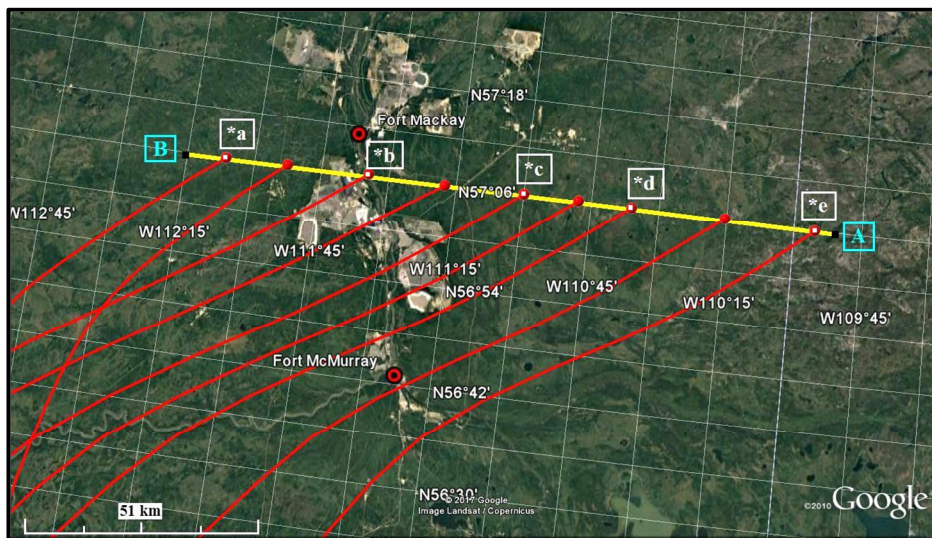 N57°18'
Fort Mackay
B
*a
*b
*c
N57°06'
*d
*e
A
W112°45'
W112°15'
W111°45'
W111°15'
N56°54'
W110°45'
W110°15'
W109°45'
Fort McMurray
N56°42'
N56°30'
© 2017 Google
Image Landsat / Copernicus
51 km
©2010 Google